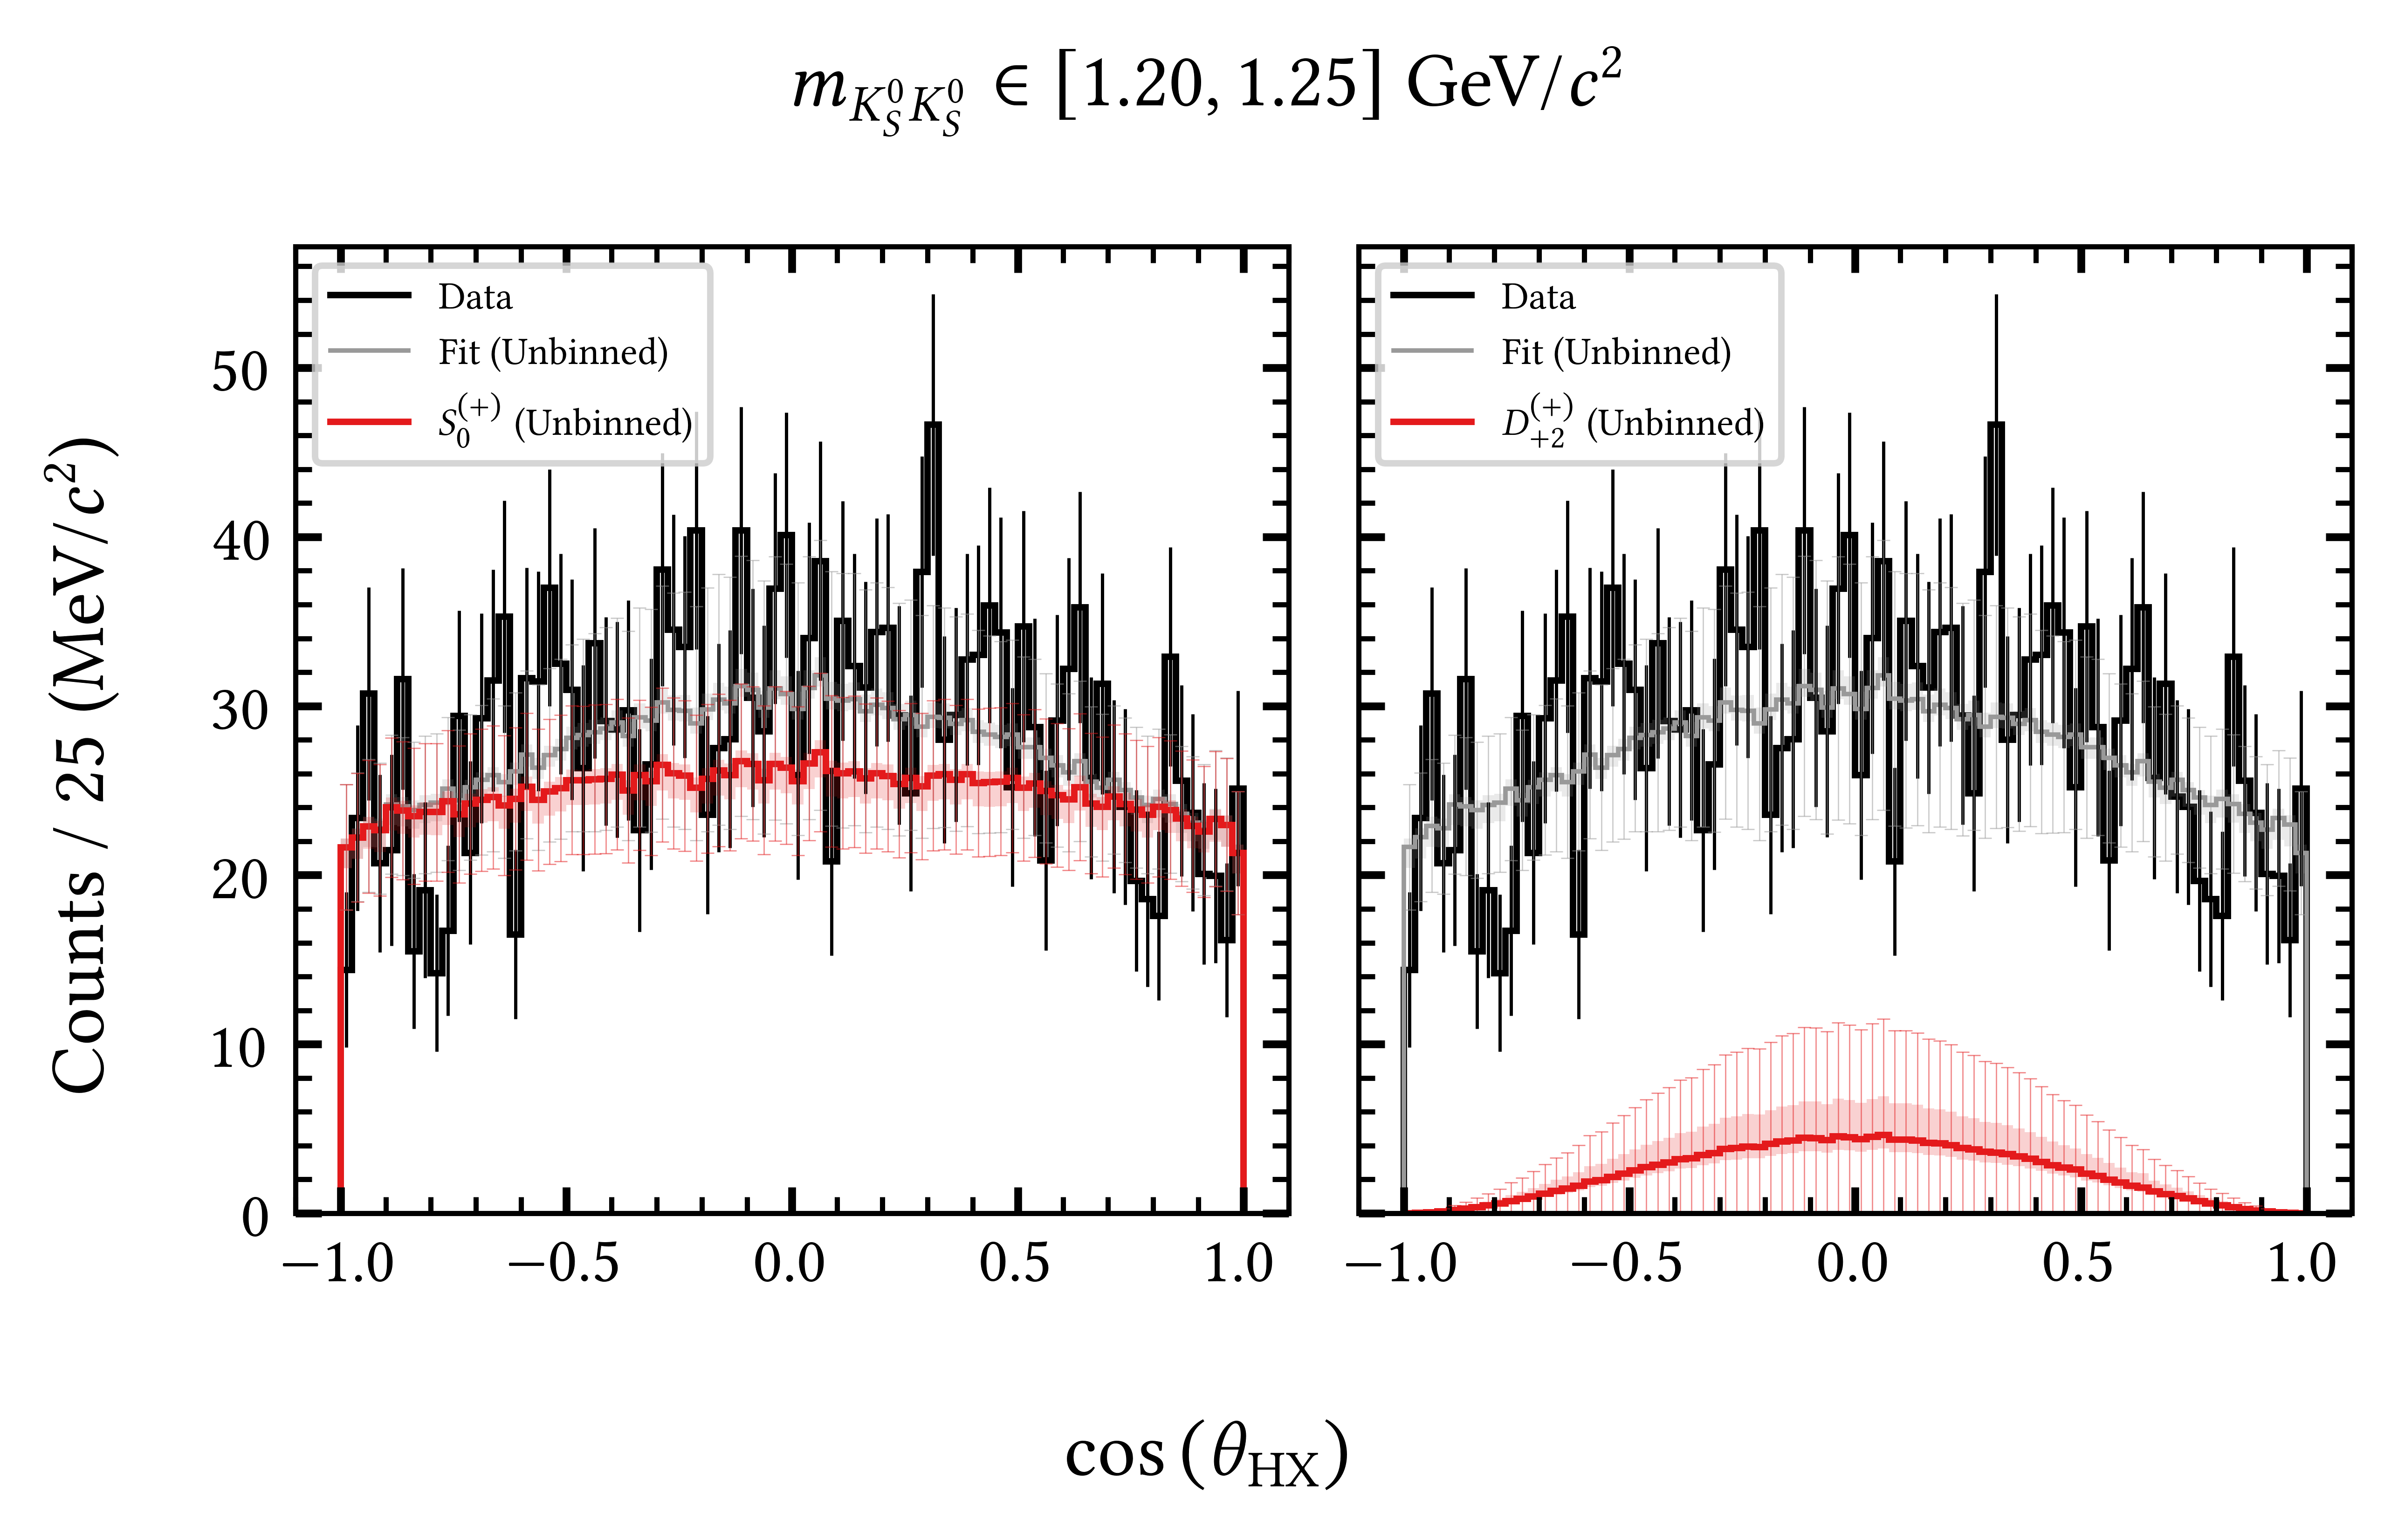 m_{K_S^0 K_S^0} ∈ [1.20, 1.25] GeV/c²
Counts / 25 (MeV/c²)
50
40
30
20
10
0
Data
Fit (Unbinned)
S_0^{(+)} (Unbinned)
−1.0 −0.5 0.0 0.5 1.0
Data
Fit (Unbinned)
D_{+2}^{(+)} (Unbinned)
−1.0 −0.5 0.0 0.5 1.0
cos (θ_HX)